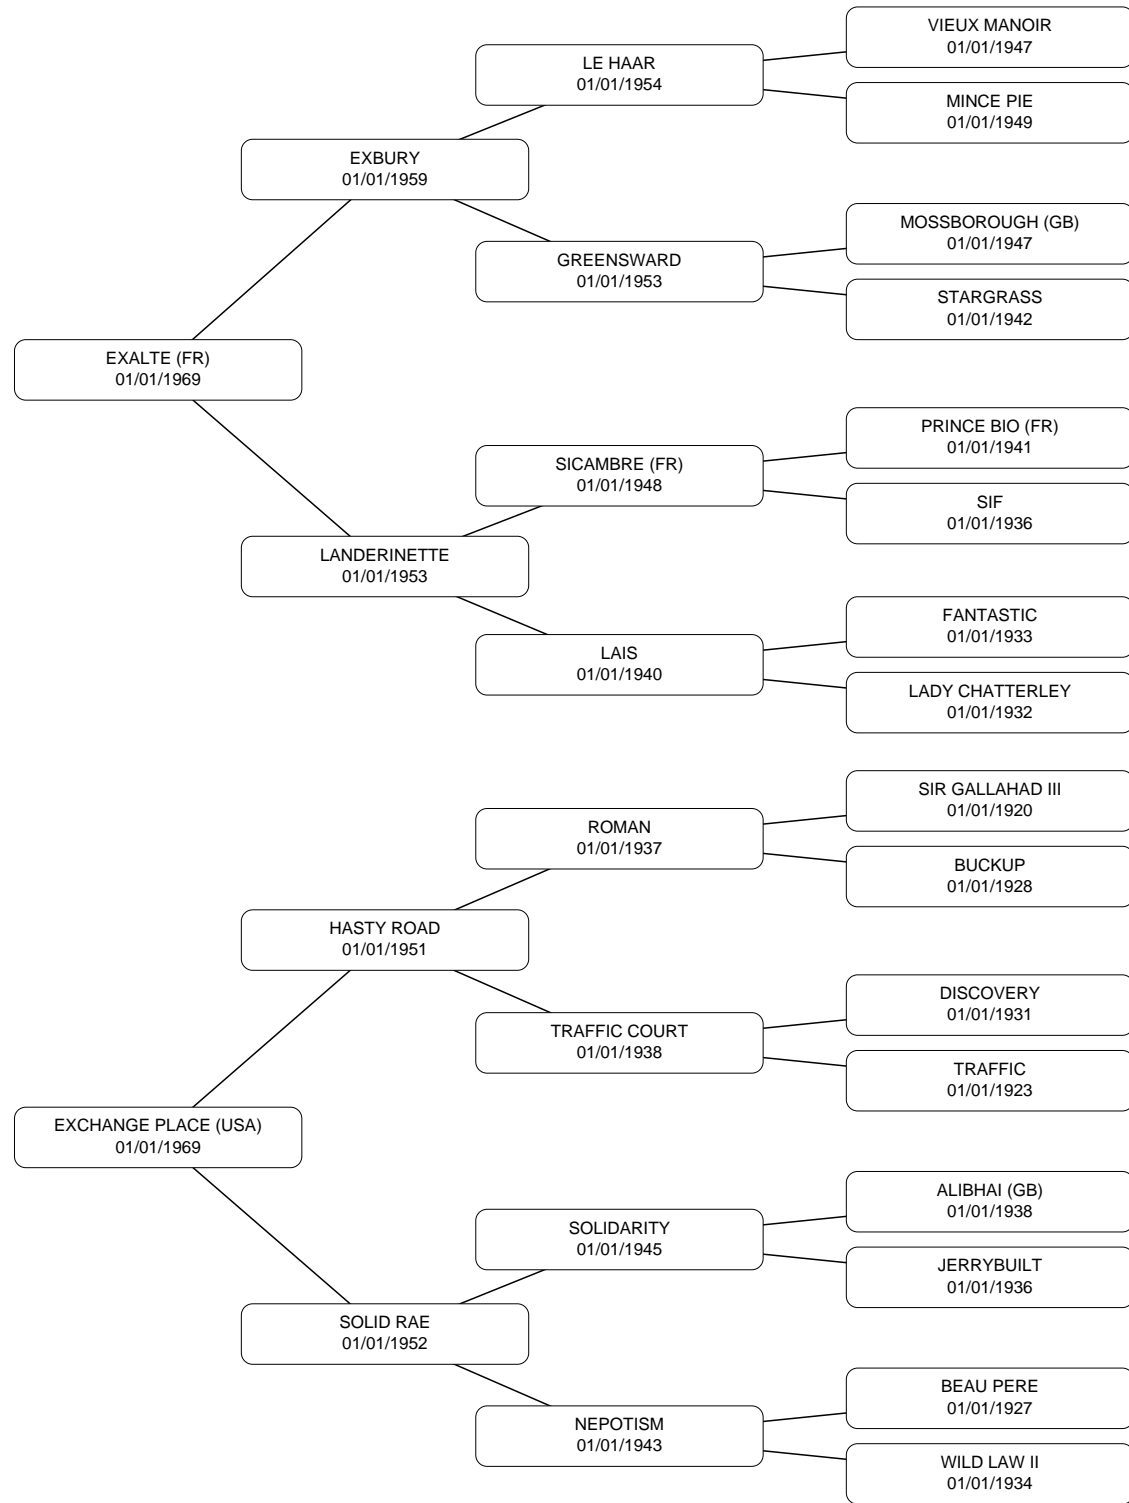 VIEUX MANOIR
01/01/1947
LE HAAR
01/01/1954
MINCE PIE
01/01/1949
EXBURY
01/01/1959
MOSSBOROUGH (GB)
01/01/1947
GREENSWARD
01/01/1953
STARGRASS
01/01/1942
EXALTE (FR)
01/01/1969
PRINCE BIO (FR)
01/01/1941
SICAMBRE (FR)
01/01/1948
SIF
01/01/1936
LANDERINETTE
01/01/1953
FANTASTIC
01/01/1933
LAIS
01/01/1940
LADY CHATTERLEY
01/01/1932
SIR GALLAHAD III
01/01/1920
ROMAN
01/01/1937
BUCKUP
01/01/1928
HASTY ROAD
01/01/1951
DISCOVERY
01/01/1931
TRAFFIC COURT
01/01/1938
TRAFFIC
01/01/1923
EXCHANGE PLACE (USA)
01/01/1969
ALIBHAI (GB)
01/01/1938
SOLIDARITY
01/01/1945
JERRYBUILT
01/01/1936
SOLID RAE
01/01/1952
BEAU PERE
01/01/1927
NEPOTISM
01/01/1943
WILD LAW II
01/01/1934